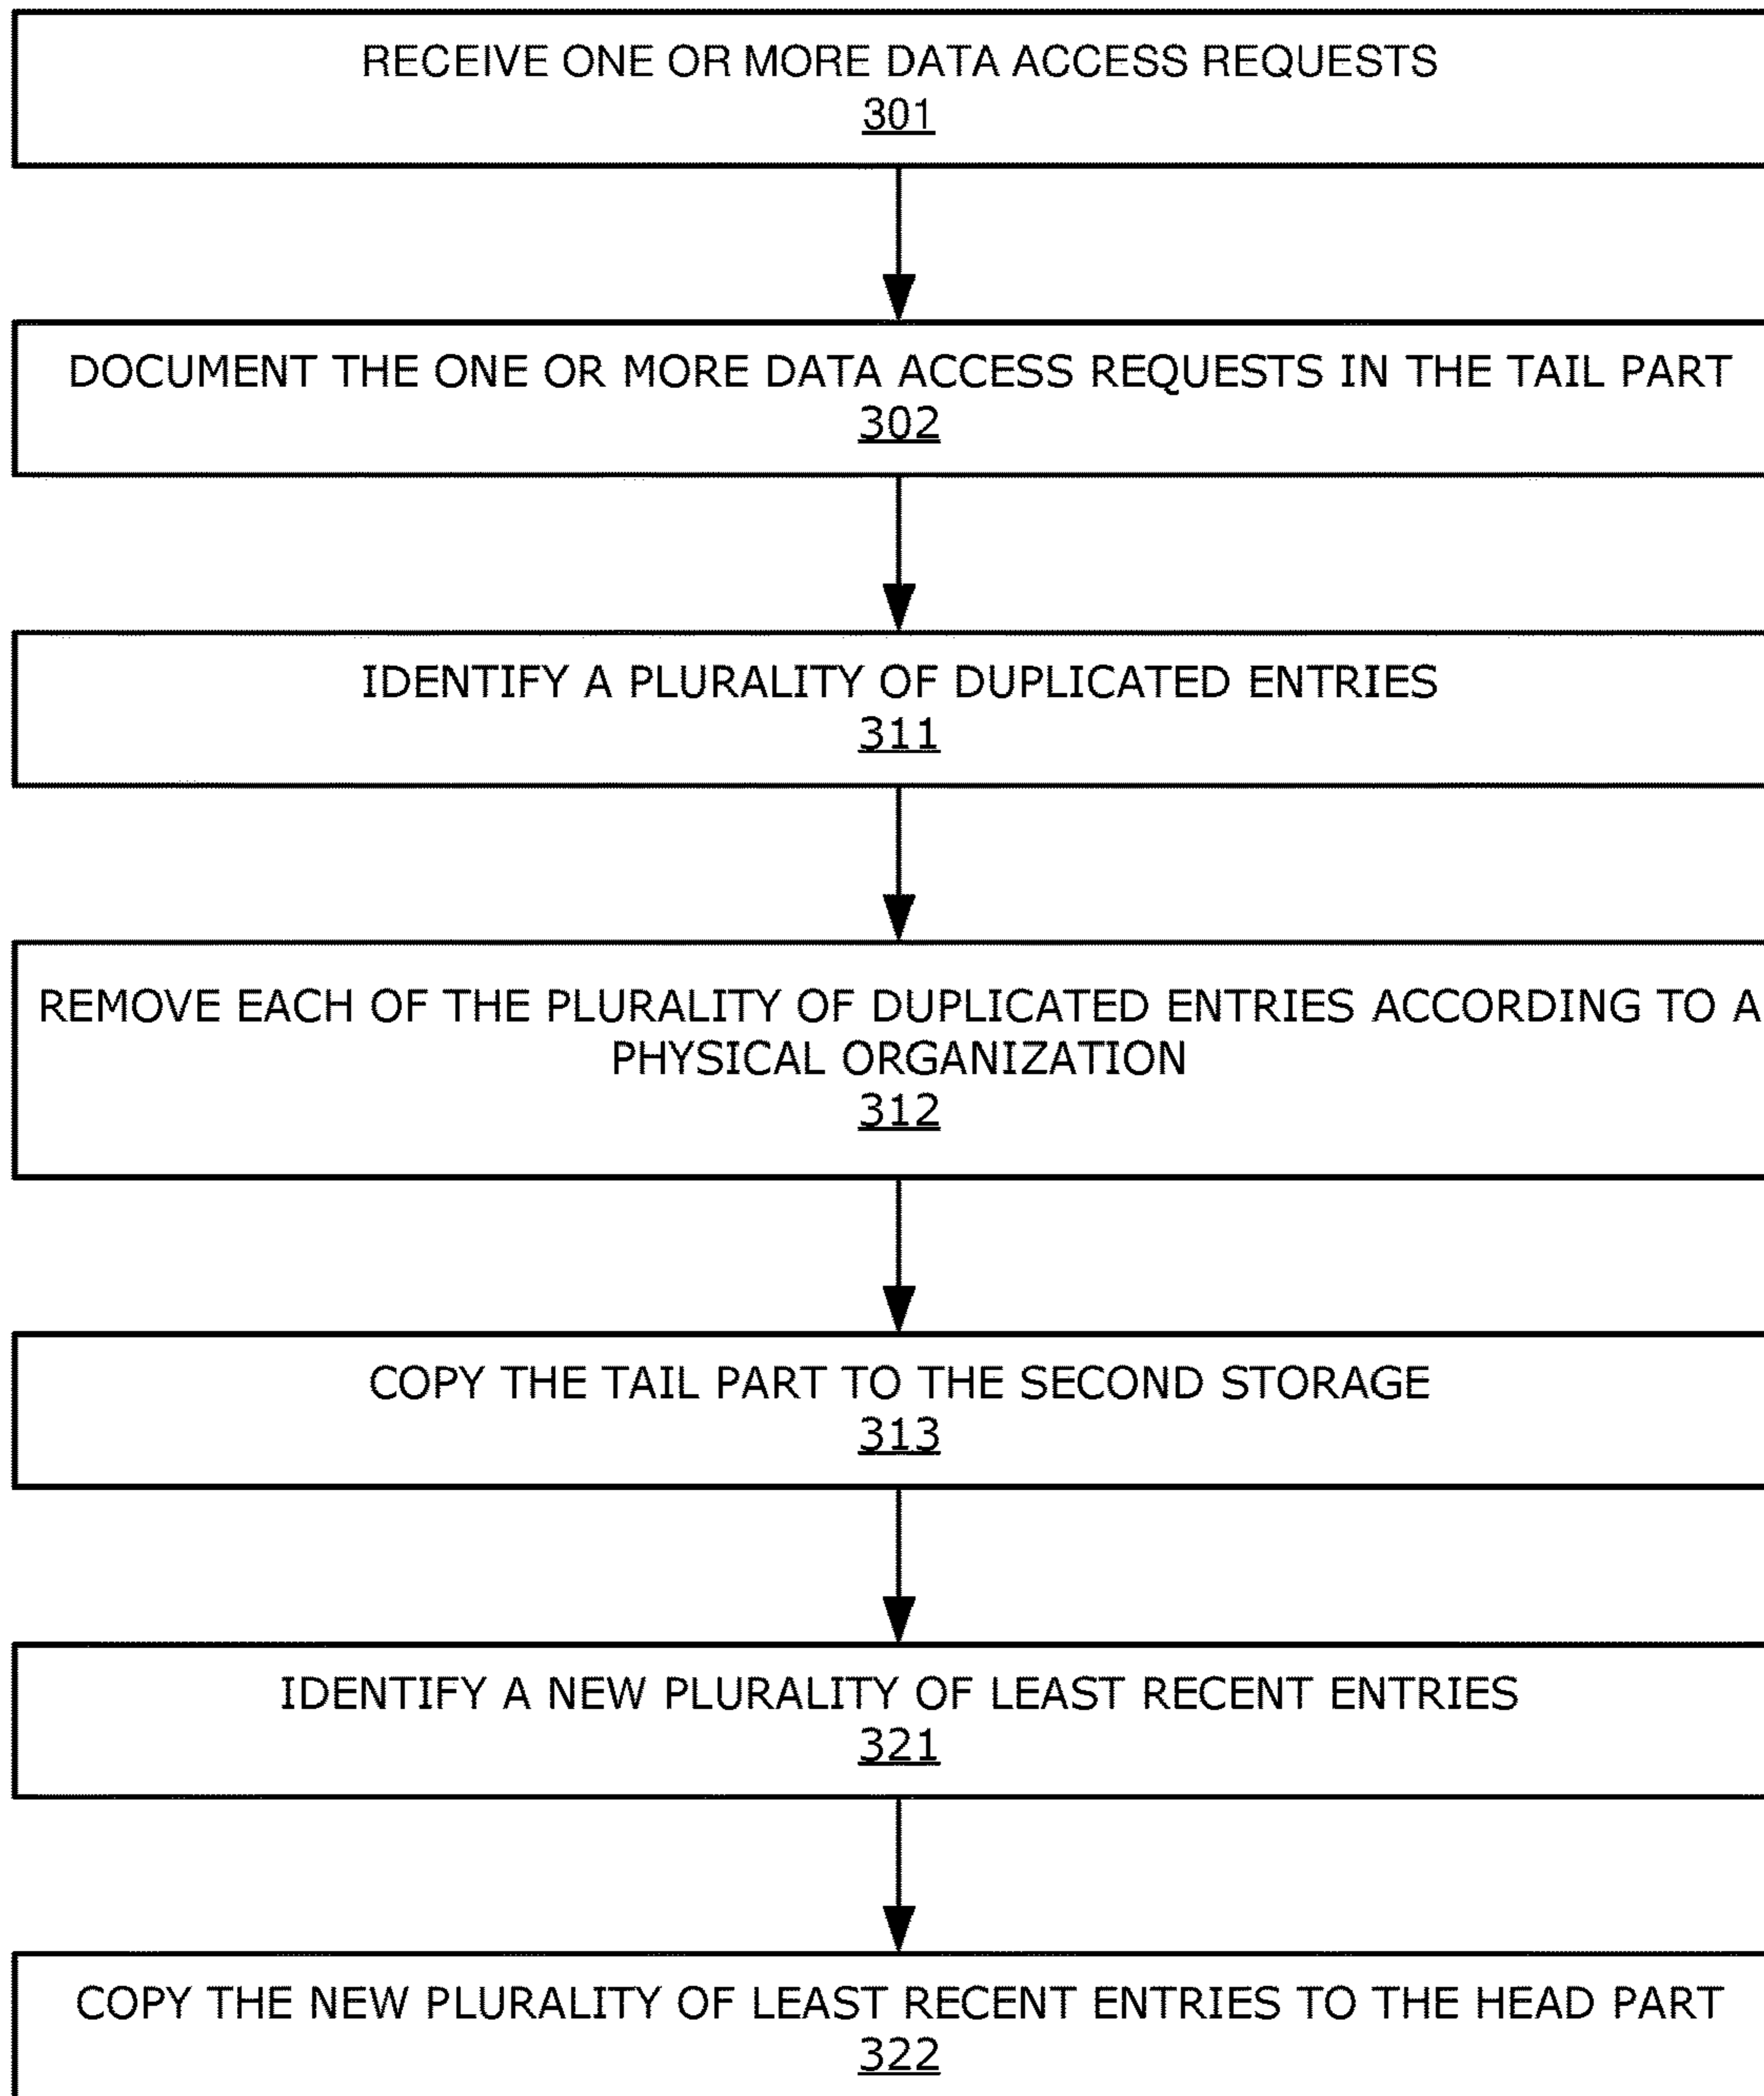 RECEIVE ONE OR MORE DATA ACCESS REQUESTS
301
DOCUMENT THE ONE OR MORE DATA ACCESS REQUESTS IN THE TAIL PART
302
IDENTIFY A PLURALITY OF DUPLICATED ENTRIES
311
REMOVE EACH OF THE PLURALITY OF DUPLICATED ENTRIES ACCORDING TO A
PHYSICAL ORGANIZATION
312
COPY THE TAIL PART TO THE SECOND STORAGE
313
IDENTIFY A NEW PLURALITY OF LEAST RECENT ENTRIES
321
COPY THE NEW PLURALITY OF LEAST RECENT ENTRIES TO THE HEAD PART
322